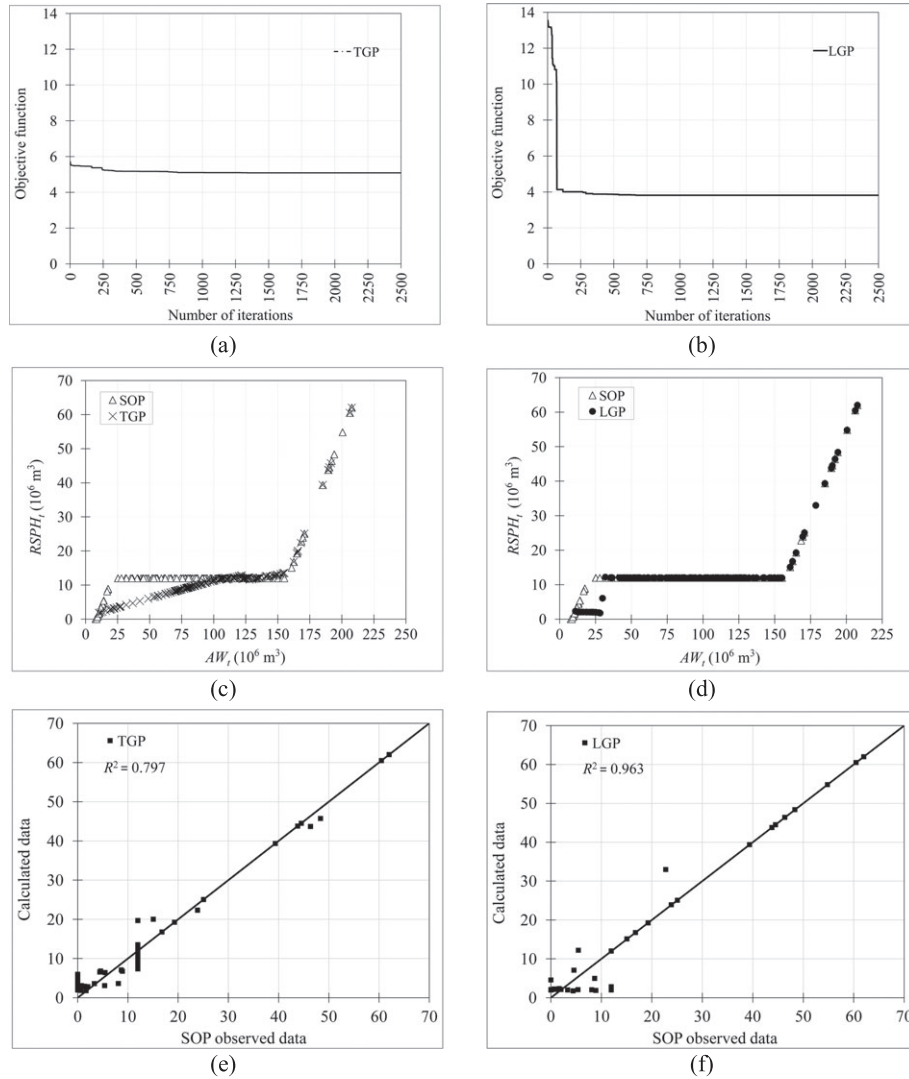 14
12
10
8
6
4
2
0
Objective function
TGP
0
250
500
750
1000
1250
1500
1750
2000
2250
2500
Number of iterations
(a)
14
12
10
8
6
4
2
0
Objective function
LGP
0
250
500
750
1000
1250
1500
1750
2000
2250
2500
Number of iterations
(b)
70
60
50
40
30
20
10
0
RSPHt (10⁶ m³)
SOP
TGP
0 25 50 75 100 125 150 175 200 225 250
AWt (10⁶ m³)
(c)
70
60
50
40
30
20
10
0
RSPHt (10⁶ m³)
SOP
LGP
0 25 50 75 100 125 150 175 200 225
AWt (10⁶ m³)
(d)
70
60
50
40
30
20
10
0
Calculated data
TGP
R² = 0.797
0 10 20 30 40 50 60 70
SOP observed data
(e)
70
60
50
40
30
20
10
0
Calculated data
LGP
R² = 0.963
0 10 20 30 40 50 60 70
SOP observed data
(f)